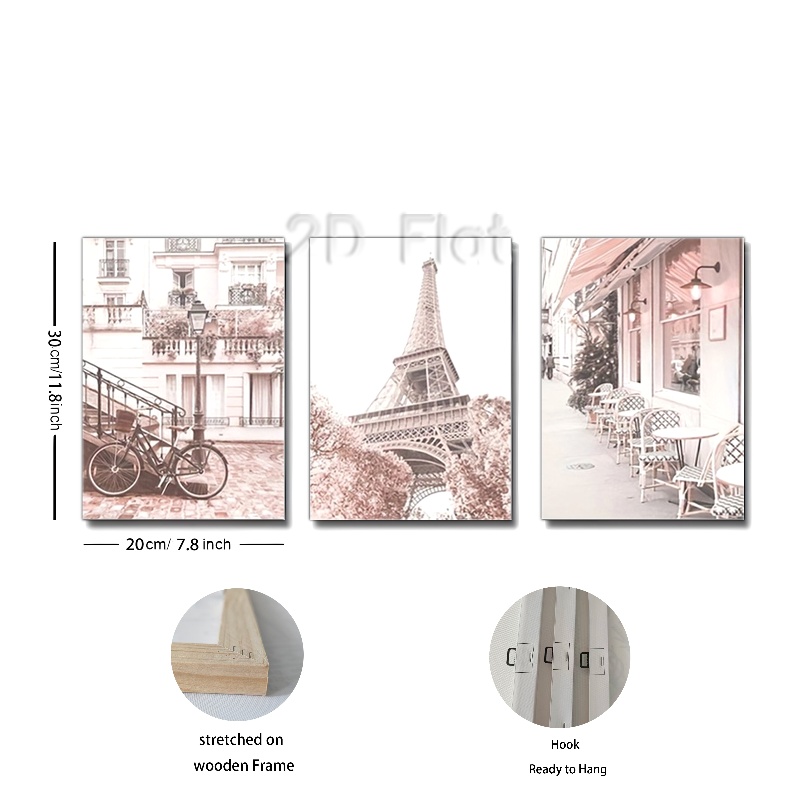 2D Flat
30cm/11.8inch
20cm/ 7.8 inch
stretched on
wooden Frame
Hook
Ready to Hang